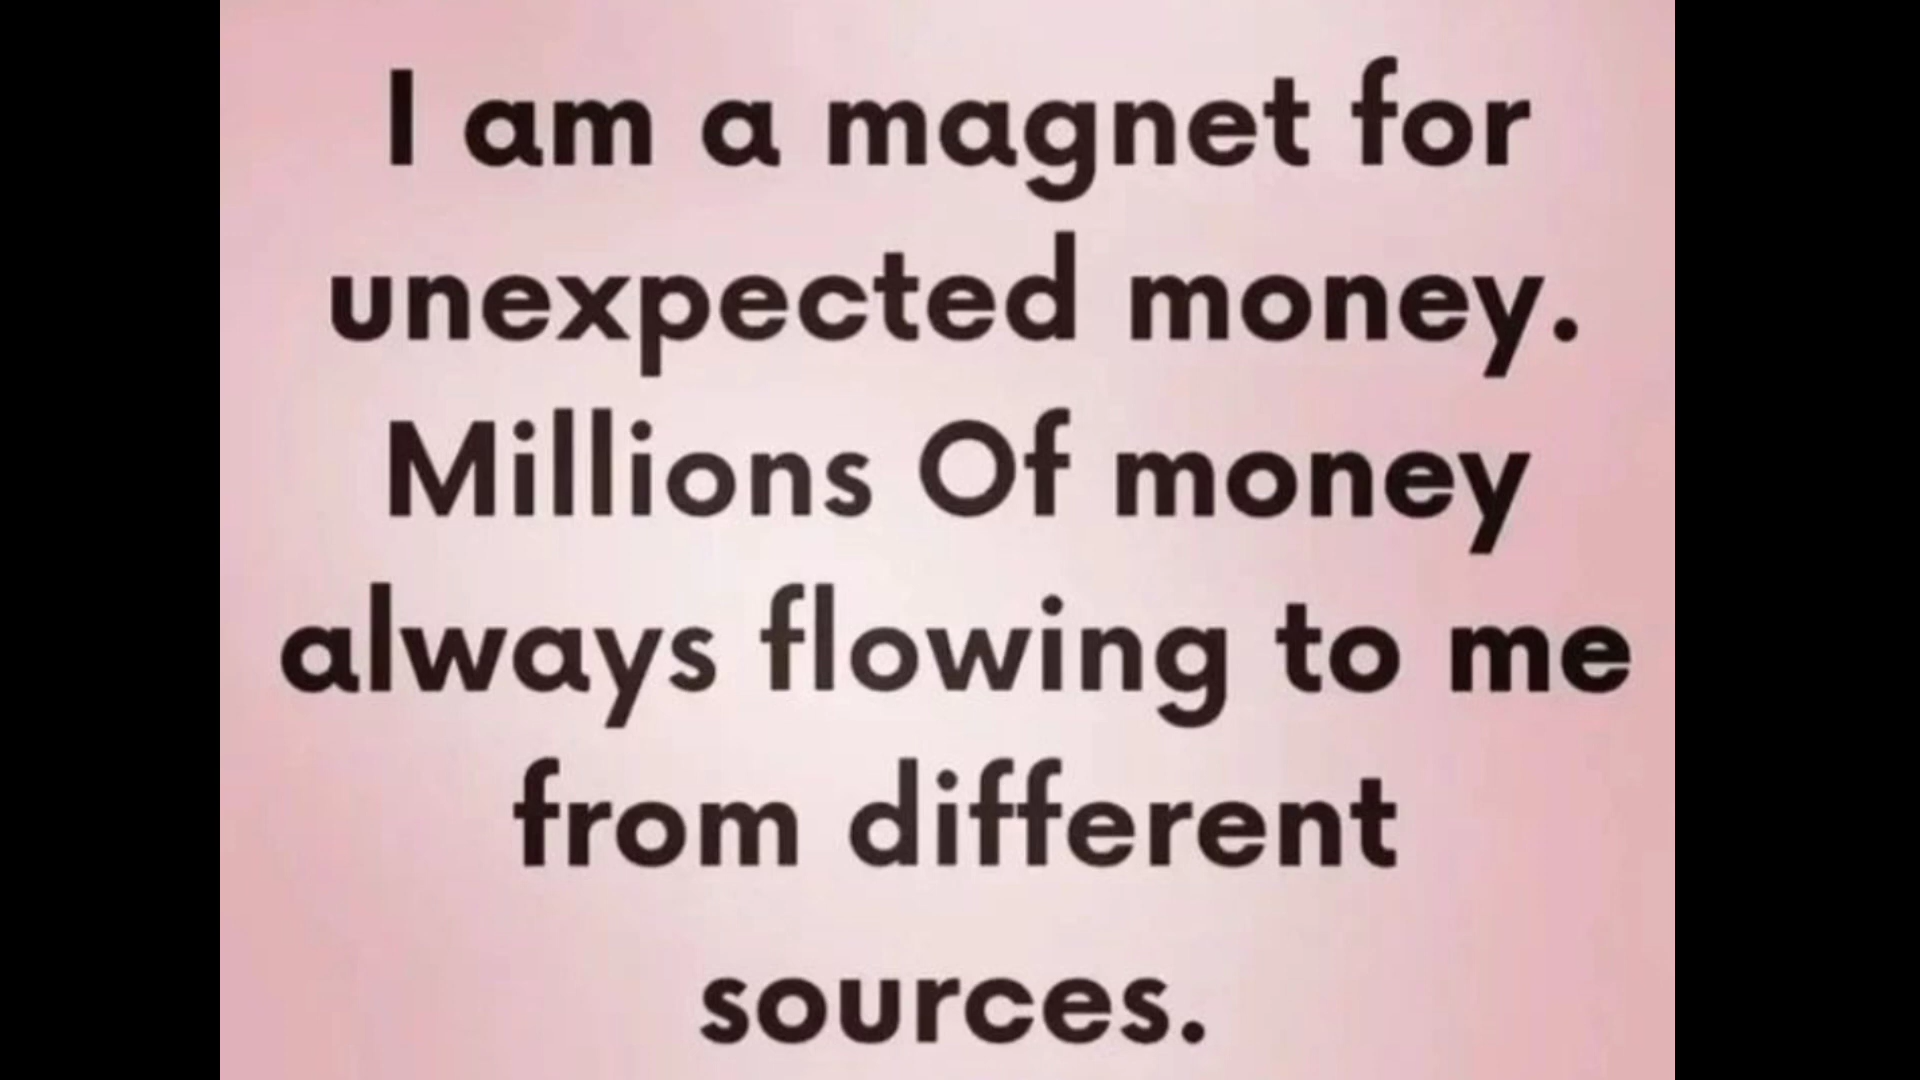 I am a magnet for
unexpected money.
Millions Of money
always flowing to me
from different
sources.